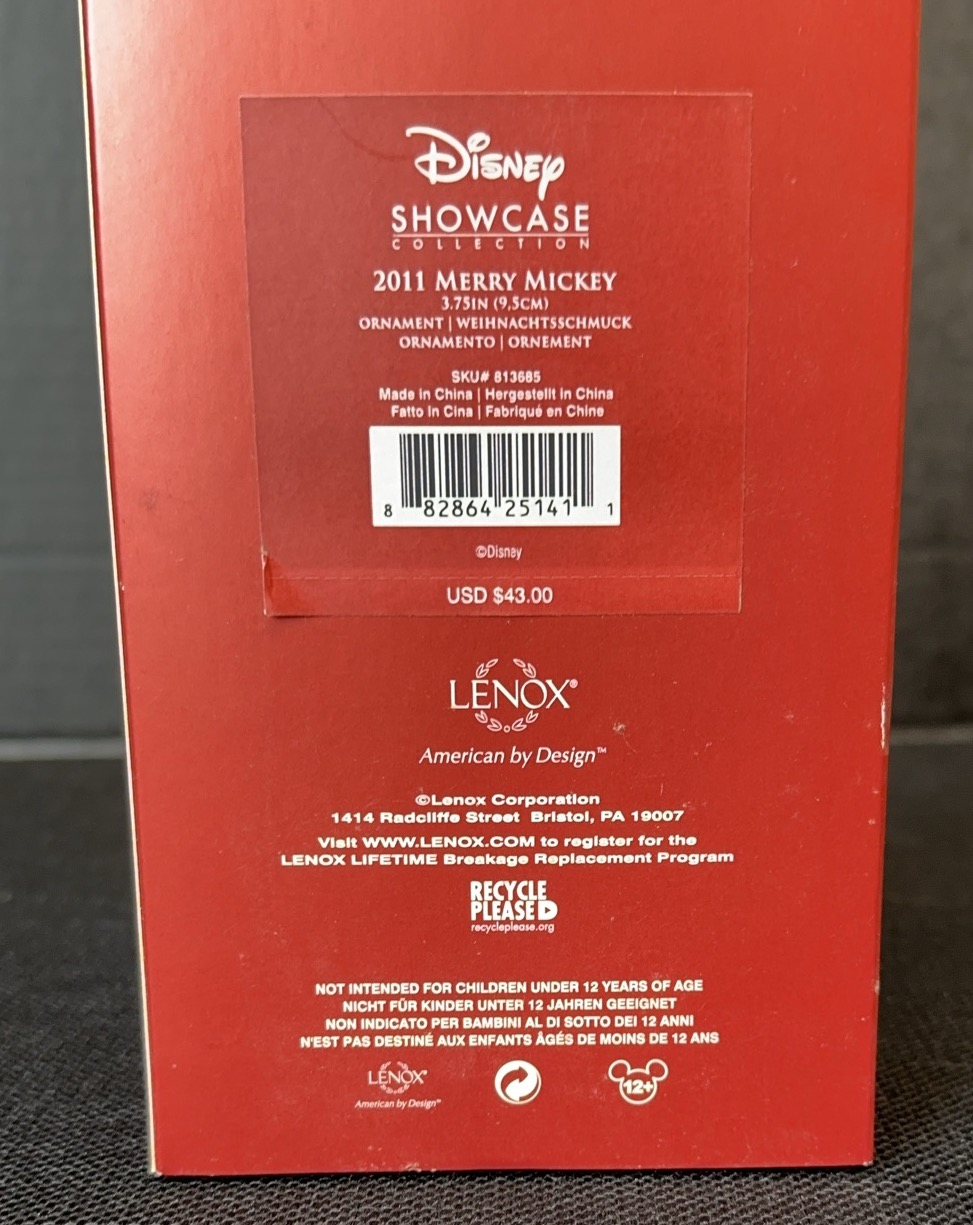 Disney
SHOWCASE
COLLECTION
2011 MERRY MICKEY
3.75IN (9,5CM)
ORNAMENT | WEIHNACHTSSCHMUCK
ORNAMENTO | ORNEMENT
SKU# 813685
Made in China | Hergestellt in China
Fatto in Cina | Fabriqué en Chine
8 82864 25141 1
©Disney
USD $43.00
LENOX®
American by Design™
©Lenox Corporation
1414 Radcliffe Street Bristol, PA 19007
Visit WWW.LENOX.COM to register for the
LENOX LIFETIME Breakage Replacement Program
RECYCLE
PLEASE
recycleplease.org
NOT INTENDED FOR CHILDREN UNDER 12 YEARS OF AGE
NICHT FÜR KINDER UNTER 12 JAHREN GEEIGNET
NON INDICATO PER BAMBINI AL DI SOTTO DEI 12 ANNI
N'EST PAS DESTINÉ AUX ENFANTS ÂGÉS DE MOINS DE 12 ANS
LENOX®
American by Design™
12+